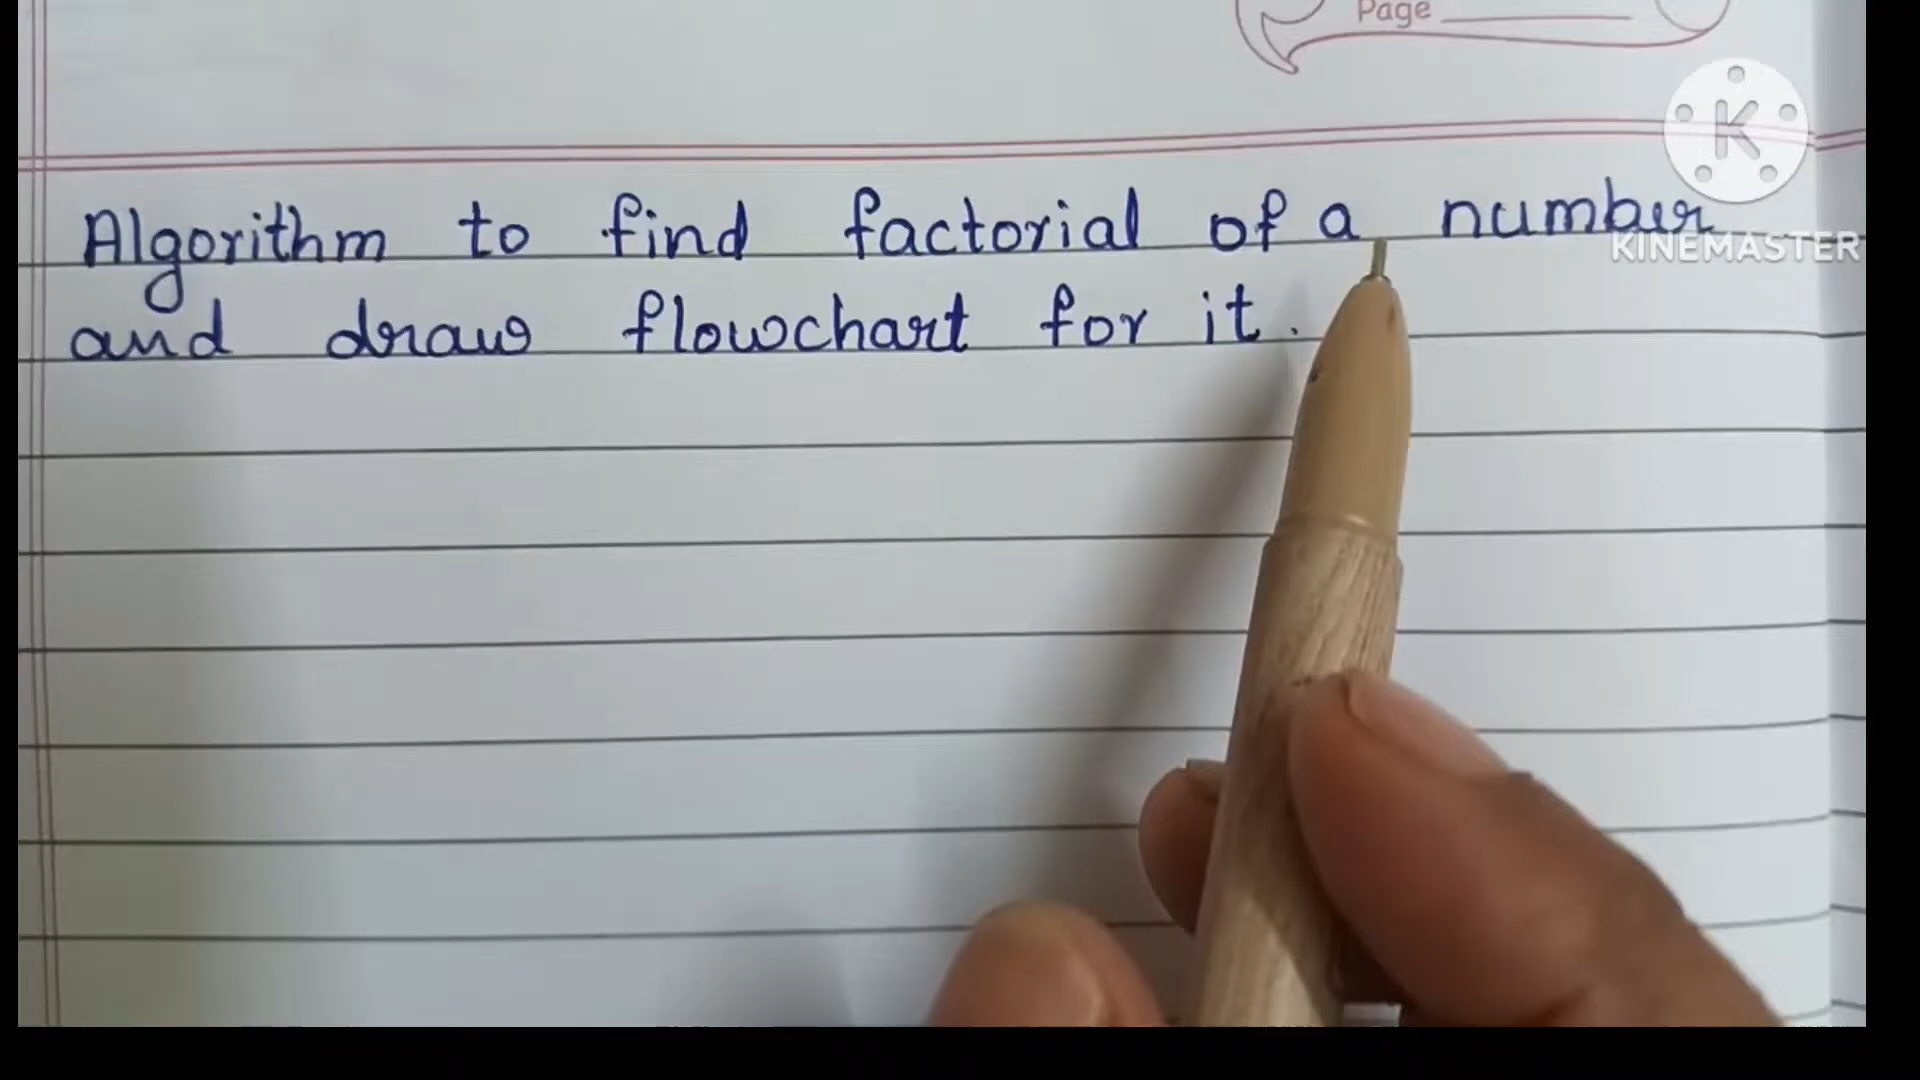 Page
K
Algorithm to find factorial of a number
KINEMASTER
and draw flowchart for it.